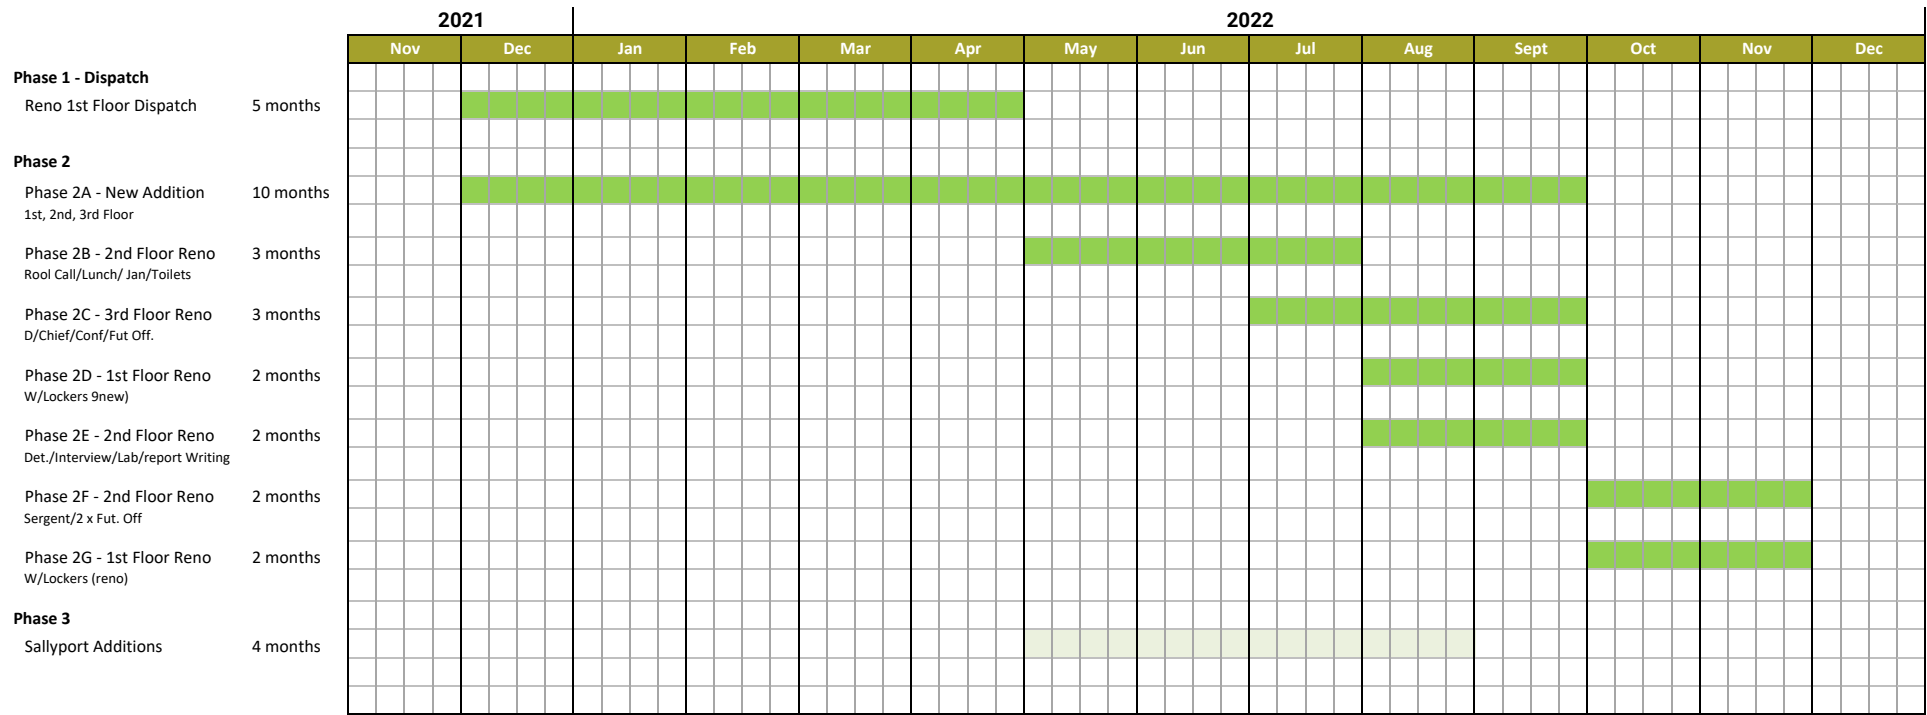 2021 2022
Nov Dec Jan Feb Mar Apr May Jun Jul Aug Sept Oct Nov Dec
Phase 1 - Dispatch
Reno 1st Floor Dispatch 5 months
Phase 2
Phase 2A - New Addition 10 months
1st, 2nd, 3rd Floor
Phase 2B - 2nd Floor Reno 3 months
Rool Call/Lunch/ Jan/Toilets
Phase 2C - 3rd Floor Reno 3 months
D/Chief/Conf/Fut Off.
Phase 2D - 1st Floor Reno 2 months
W/Lockers 9new)
Phase 2E - 2nd Floor Reno 2 months
Det./Interview/Lab/report Writing
Phase 2F - 2nd Floor Reno 2 months
Sergent/2 x Fut. Off
Phase 2G - 1st Floor Reno 2 months
W/Lockers (reno)
Phase 3
Sallyport Additions 4 months